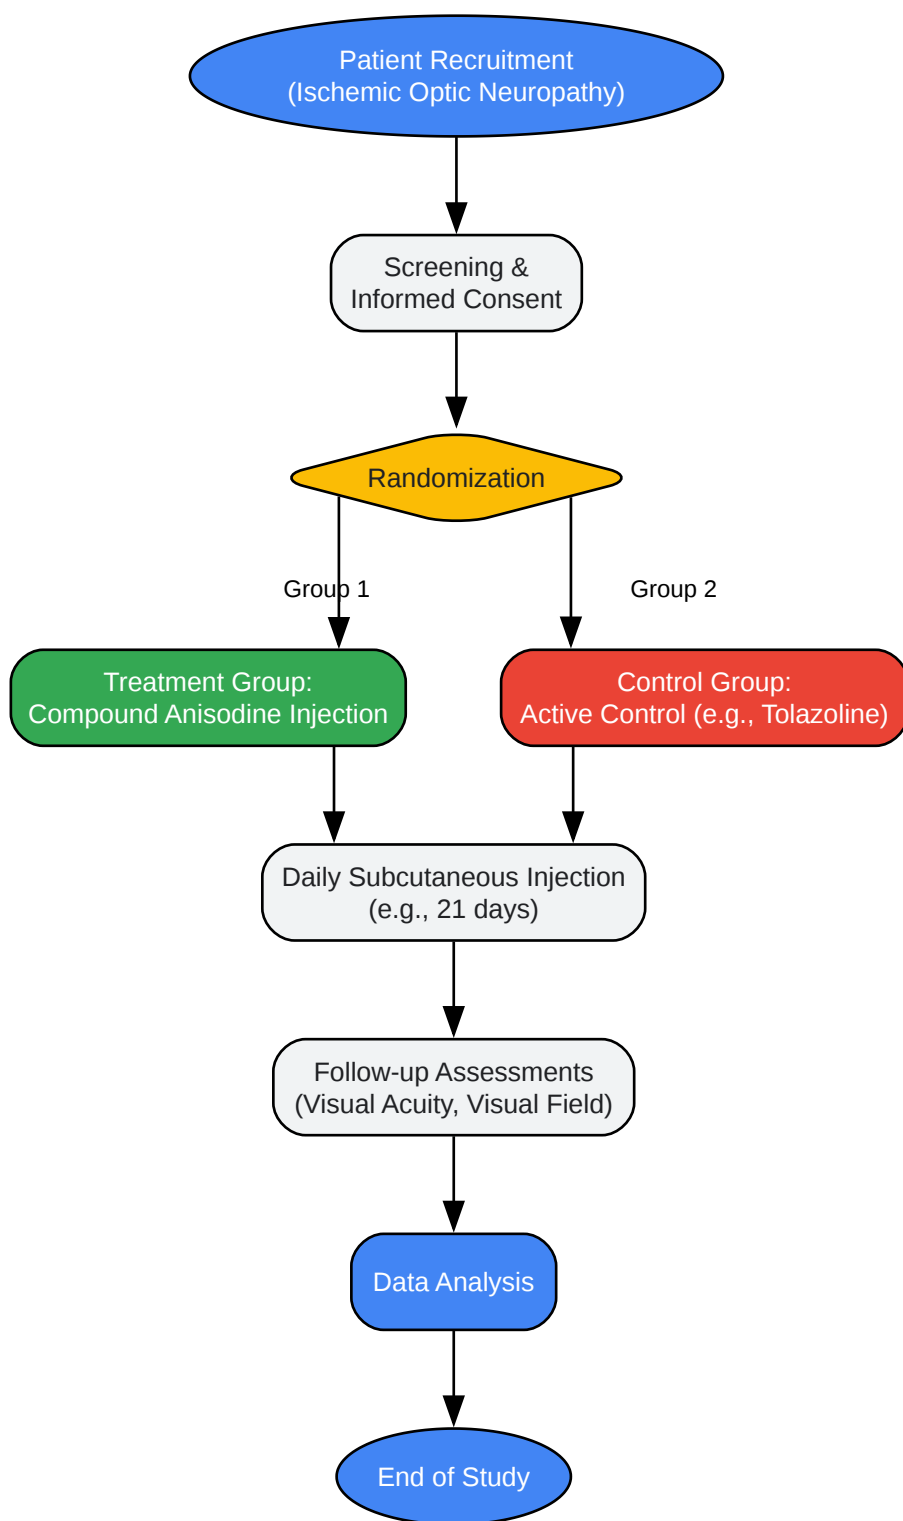 Patient Recruitment
(Ischemic Optic Neuropathy)
Screening &
Informed Consent
Randomization
Group 1
Group 2
Treatment Group:
Compound Anisodine Injection
Control Group:
Active Control (e.g., Tolazoline)
Daily Subcutaneous Injection
(e.g., 21 days)
Follow-up Assessments
(Visual Acuity, Visual Field)
Data Analysis
End of Study